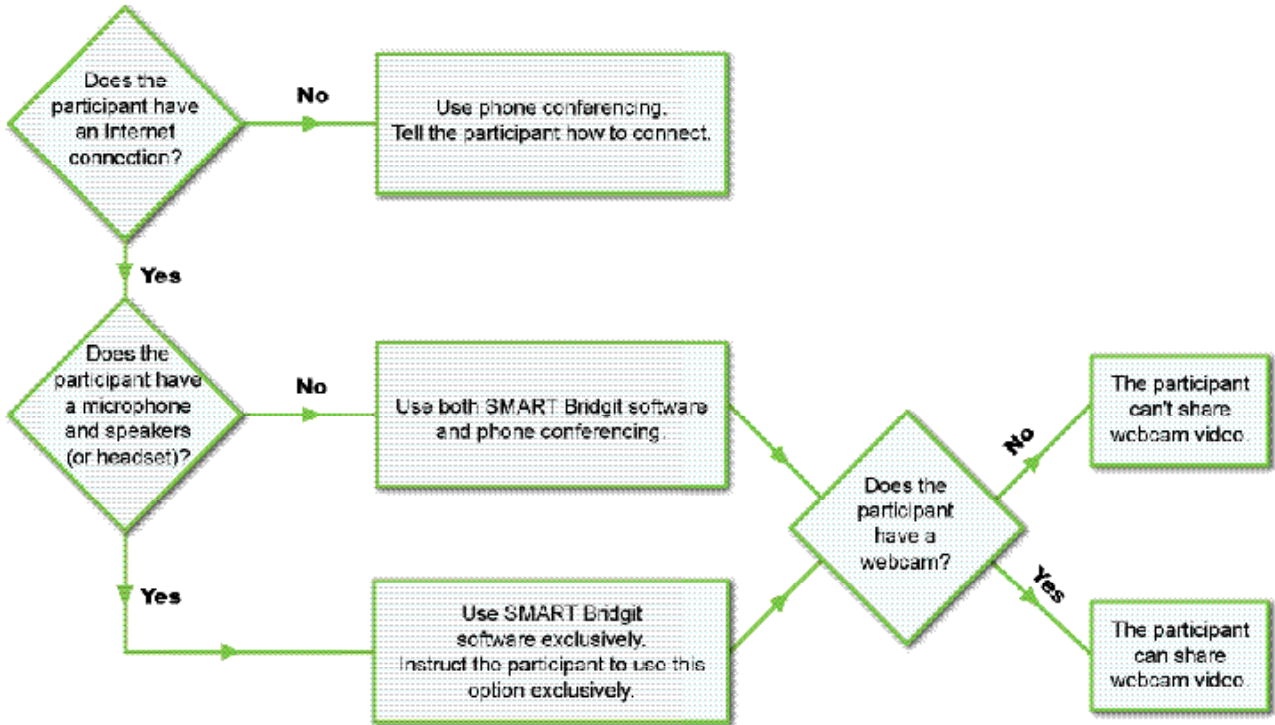 Does the
participant have
an Internet
connection?
No
Use phone conferencing.
Tell the participant how to connect.
Yes
Does the
participant have
a microphone
and speakers
(or headset)?
No
Use both SMART Bridgit software
and phone conferencing.
Yes
Use SMART Bridgit
software exclusively.
Instruct the participant to use this
option exclusively.
Does the
participant
have a
webcam?
No
The participant
can't share
webcam video.
Yes
The participant
can share
webcam video.